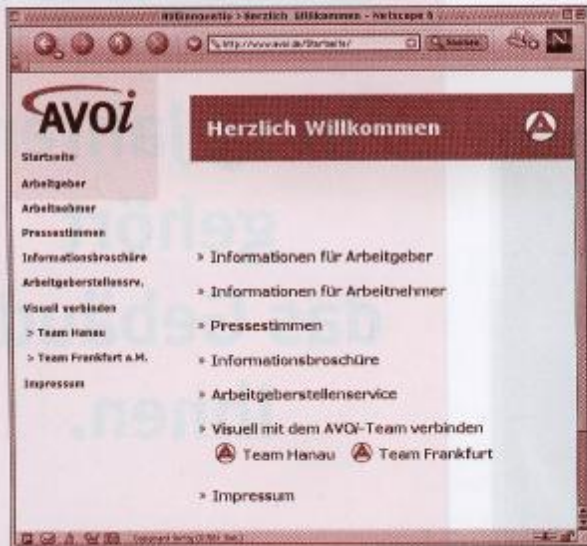 Herzlich Willkommen - Netscape 6
http://www.avoi.de/Startseite/
Suchen
N
AVOi
Herzlich Willkommen
Startseite
Arbeitgeber
Arbeitnehmer
Pressestimmen
Informationsbroschüre
Arbeitgeberstellensrv.
Visuell verbinden
> Team Hanau
> Team Frankfurt a.M.
Impressum
» Informationen für Arbeitgeber
» Informationen für Arbeitnehmer
» Pressestimmen
» Informationsbroschüre
» Arbeitgeberstellenservice
» Visuell mit dem AVOi-Team verbinden
Team Hanau Team Frankfurt
» Impressum